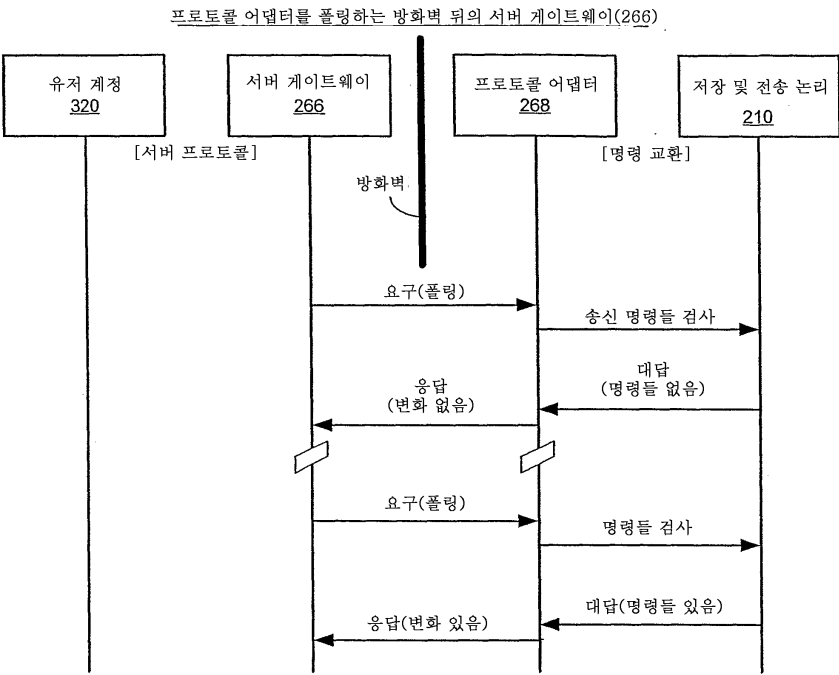 프로토콜 어댑터를 폴링하는 방화벽 뒤의 서버 게이트웨이(266)
유저 계정
320
서버 게이트웨이
266
프로토콜 어댑터
268
저장 및 전송 논리
210
[서버 프로토콜]
[명령 교환]
방화벽
요구(폴링)
송신 명령들 검사
대답
(명령들 없음)
응답
(변화 없음)
요구(폴링)
명령들 검사
대답(명령들 있음)
응답(변화 있음)